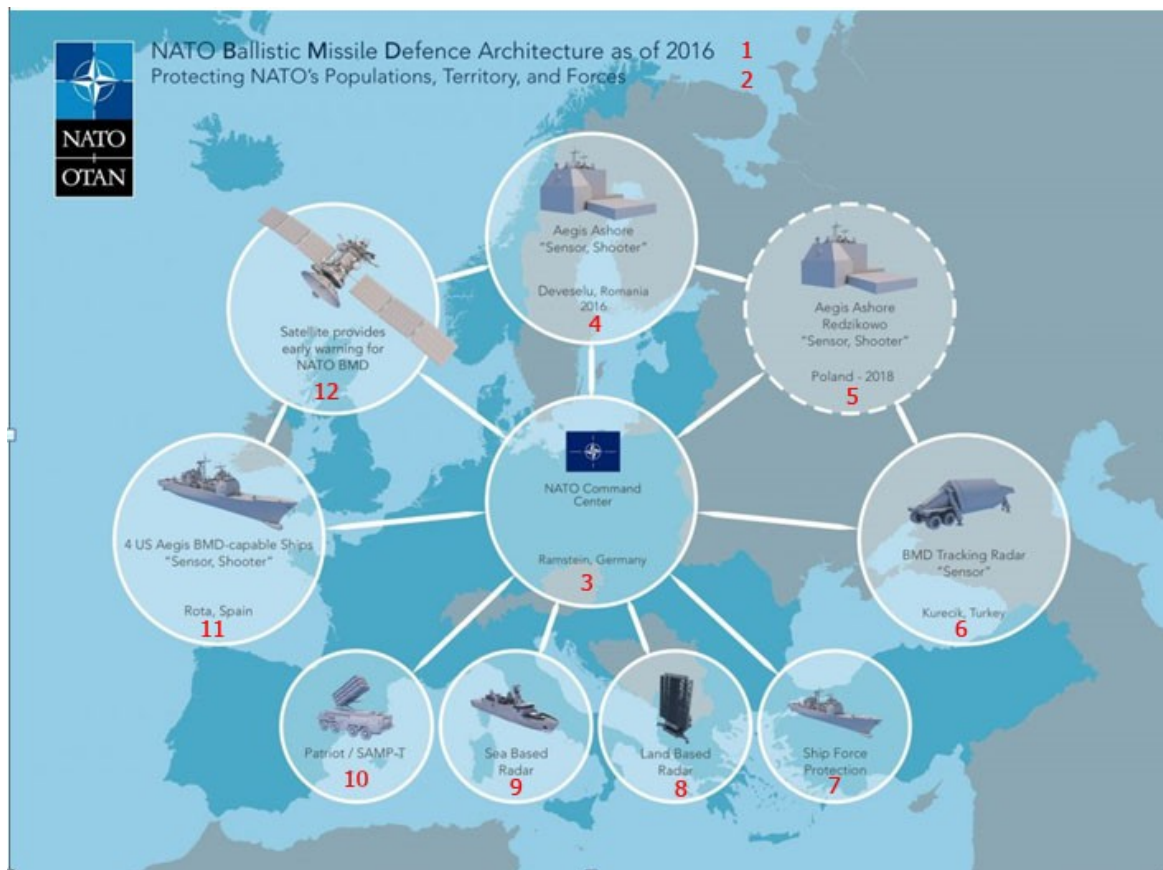 NATO Ballistic Missile Defence Architecture as of 2016 1
Protecting NATO's Populations, Territory, and Forces 2
NATO
OTAN
Aegis Ashore
"Sensor, Shooter"
Deveselu, Romania
2016
4
Aegis Ashore
Redzikowo
"Sensor, Shooter"
Poland - 2018
5
Satellite provides
early warning for
NATO BMD
12
NATO Command
Center
Ramstein, Germany
3
4 US Aegis BMD-capable Ships
"Sensor, Shooter"
Rota, Spain
11
BMD Tracking Radar
"Sensor"
Kurecik, Turkey
6
Patriot / SAMP-T
10
Sea Based
Radar
9
Land Based
Radar
8
Ship Force
Protection
7